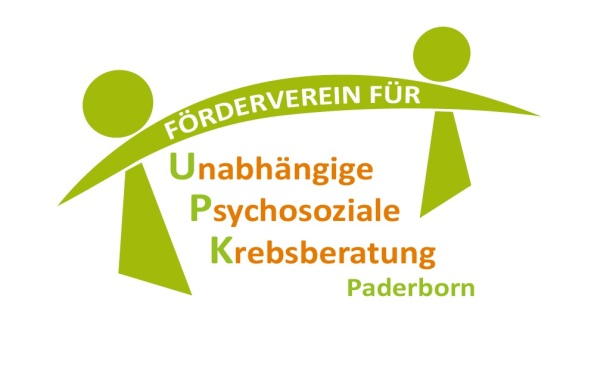 FÖRDERVEREIN FÜR
Unabhängige
Psychosoziale
Krebsberatung
Paderborn